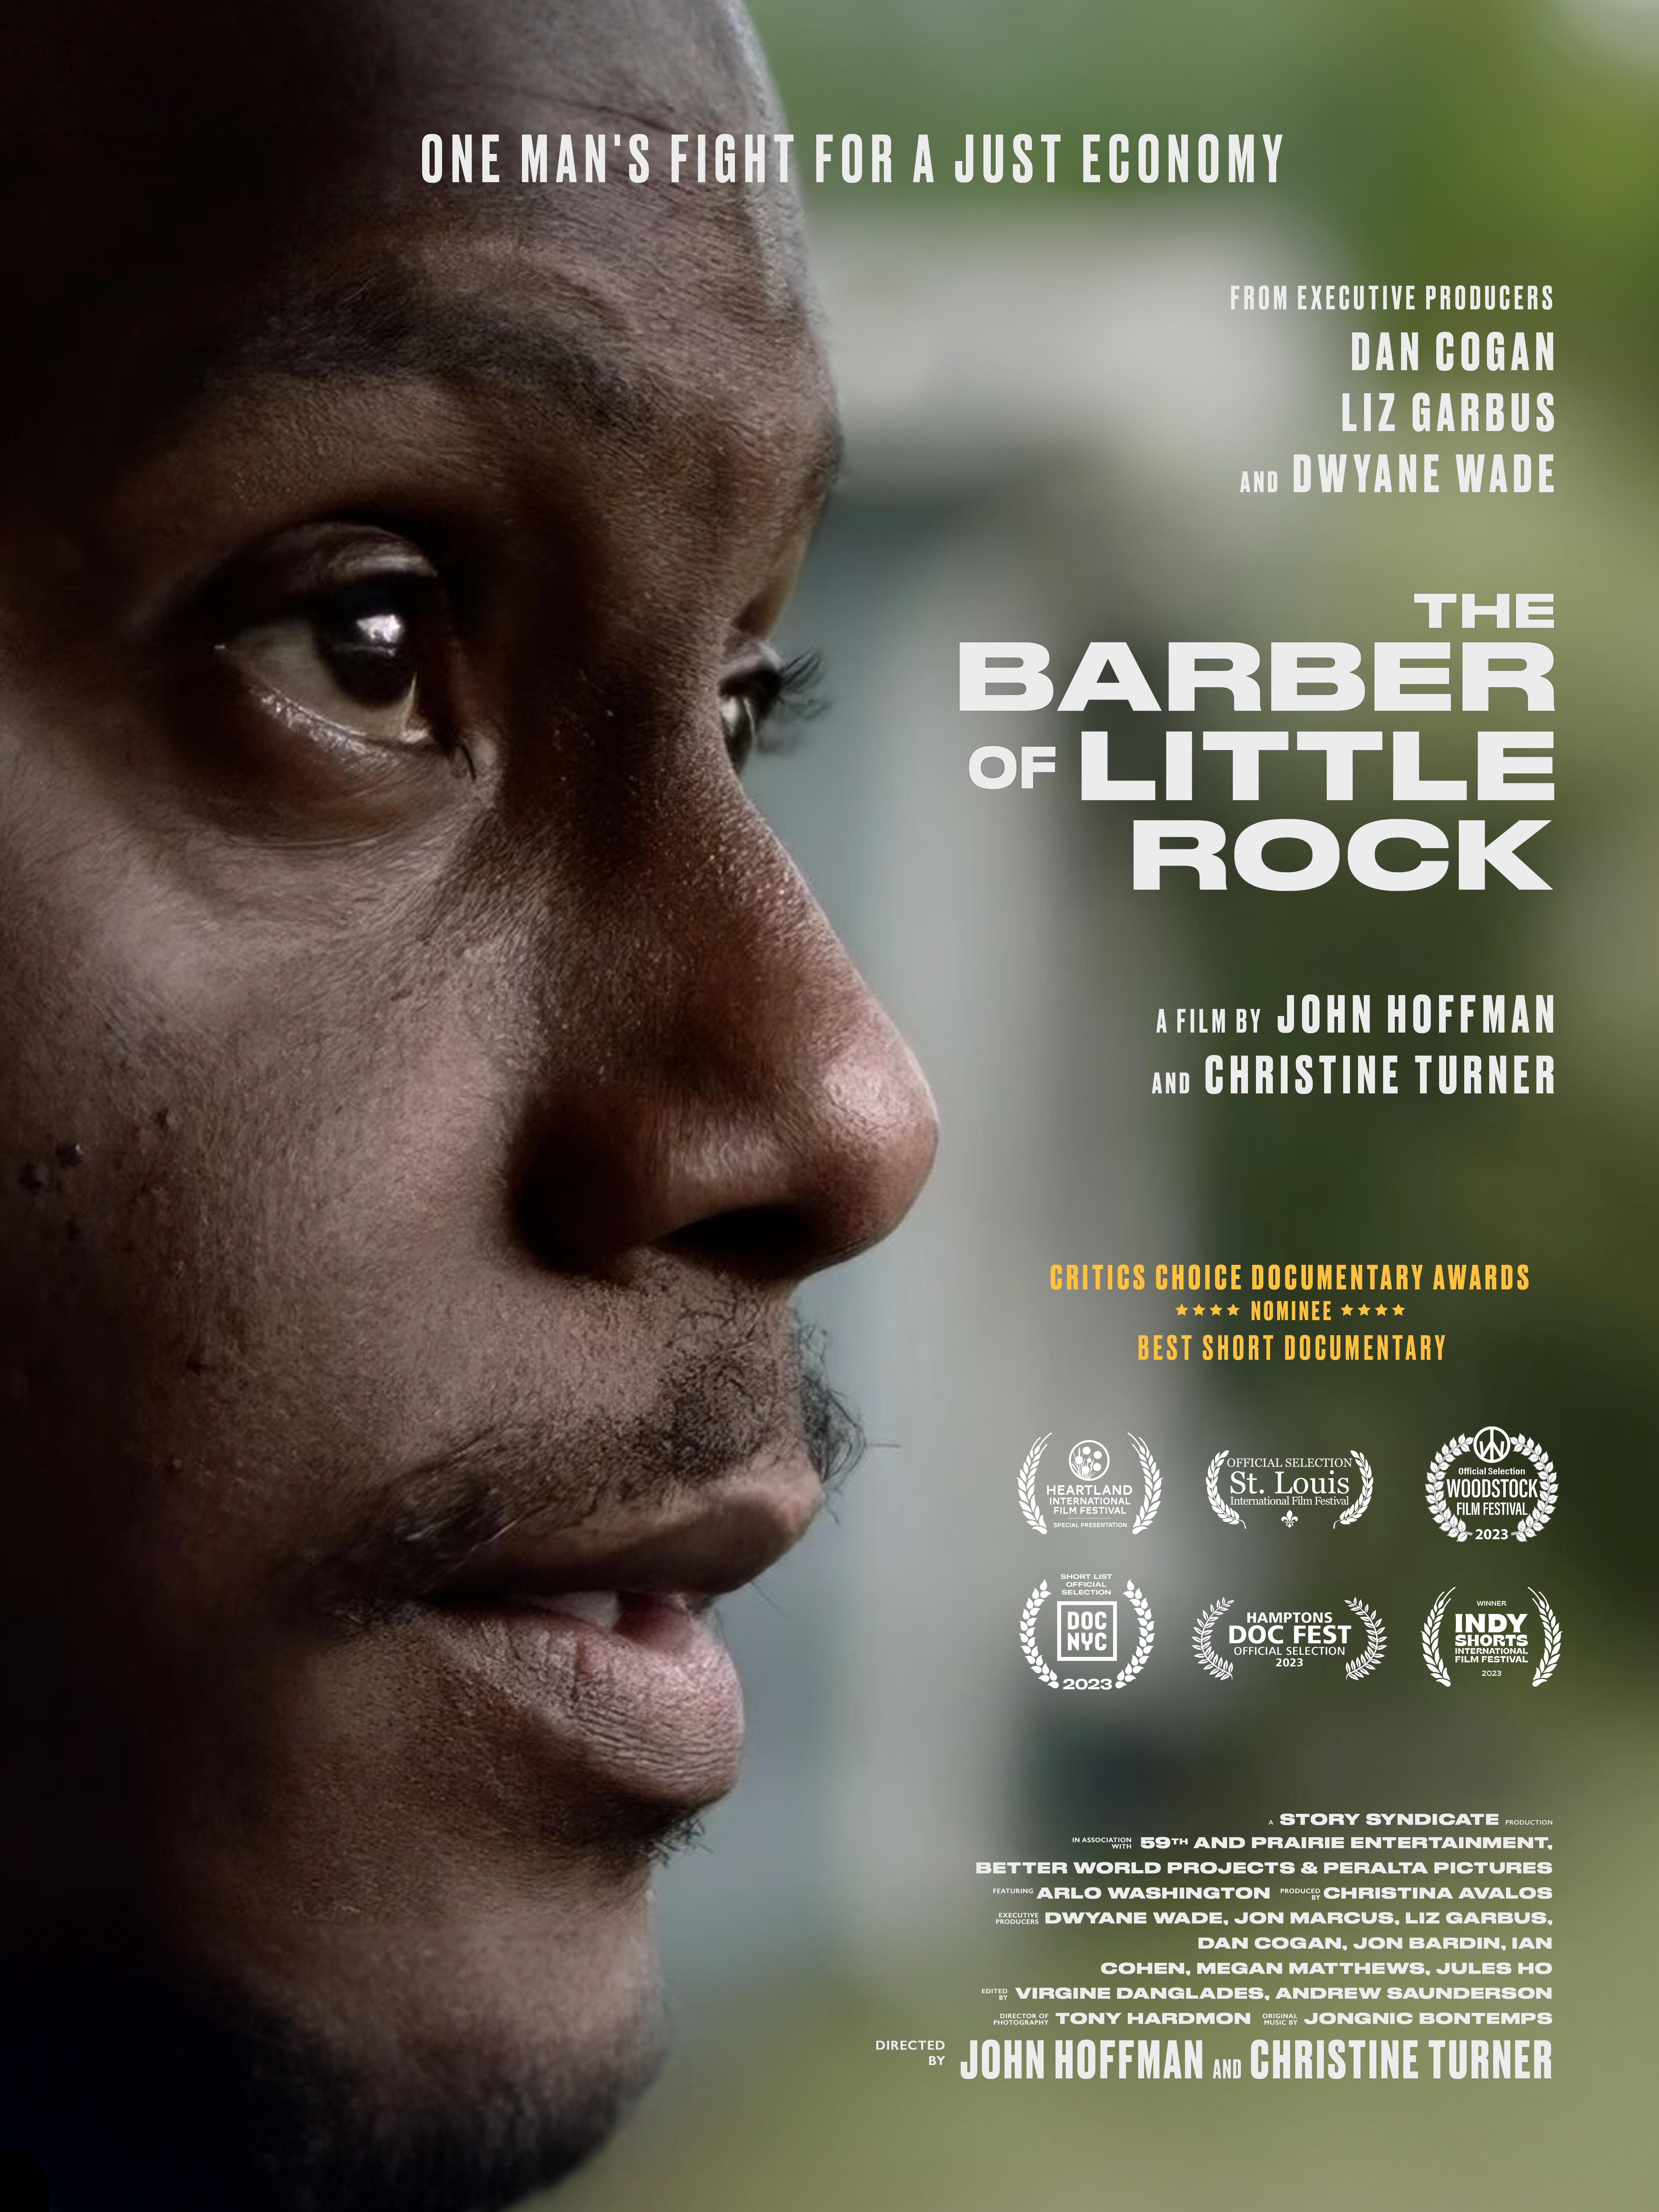 ONE MAN'S FIGHT FOR A JUST ECONOMY
FROM EXECUTIVE PRODUCERS
DAN COGAN
LIZ GARBUS
AND DWYANE WADE
THE
BARBER
OF LITTLE
ROCK
A FILM BY JOHN HOFFMAN
AND CHRISTINE TURNER
CRITICS CHOICE DOCUMENTARY AWARDS
★★★★ NOMINEE ★★★★
BEST SHORT DOCUMENTARY
HEARTLAND
INTERNATIONAL
FILM FESTIVAL
SPECIAL PRESENTATION
OFFICIAL SELECTION
St. Louis
International Film Festival
Official Selection
WOODSTOCK
FILM FESTIVAL
2023
SHORT LIST
OFFICIAL
SELECTION
DOC
NYC
2023
HAMPTONS
DOC FEST
OFFICIAL SELECTION
2023
WINNER
INDY
SHORTS
INTERNATIONAL
FILM FESTIVAL
2023
A STORY SYNDICATE PRODUCTION
IN ASSOCIATION WITH 59TH AND PRAIRIE ENTERTAINMENT,
BETTER WORLD PROJECTS & PERALTA PICTURES
FEATURING ARLO WASHINGTON PRODUCED BY CHRISTINA AVALOS
EXECUTIVE PRODUCERS DWYANE WADE, JON MARCUS, LIZ GARBUS,
DAN COGAN, JON BARDIN, IAN
COHEN, MEGAN MATTHEWS, JULES HO
EDITED BY VIRGINE DANGLADES, ANDREW SAUNDERSON
DIRECTOR OF PHOTOGRAPHY TONY HARDMON ORIGINAL MUSIC BY JONGNIC BONTEMPS
DIRECTED BY JOHN HOFFMAN AND CHRISTINE TURNER